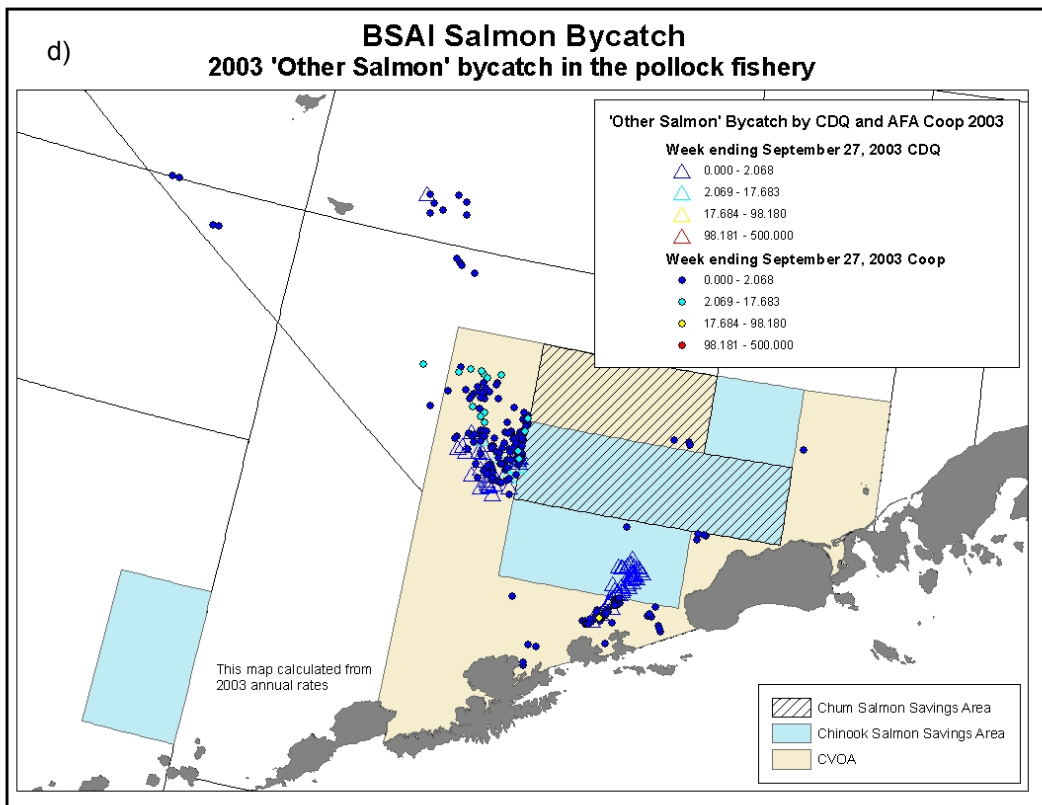 d)
BSAI Salmon Bycatch
2003 'Other Salmon' bycatch in the pollock fishery
'Other Salmon' Bycatch by CDQ and AFA Coop 2003
Week ending September 27, 2003 CDQ
0.000 - 2.068
2.069 - 17.683
17.684 - 98.180
98.181 - 500.000
Week ending September 27, 2003 Coop
0.000 - 2.068
2.069 - 17.683
17.684 - 98.180
98.181 - 500.000
This map calculated from
2003 annual rates
Chum Salmon Savings Area
Chinook Salmon Savings Area
CVOA